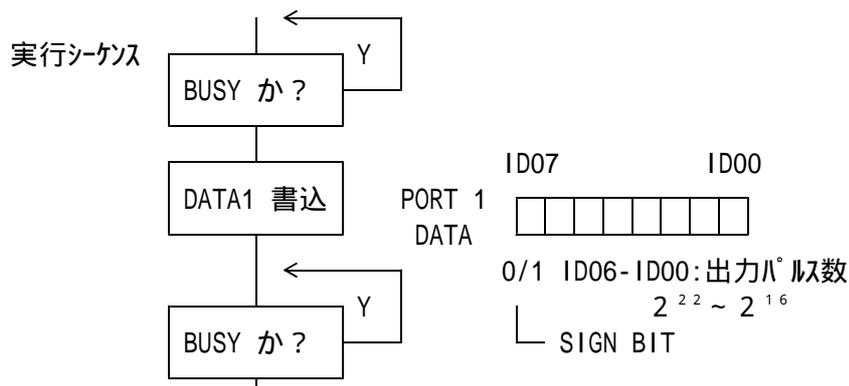 実行ｼｰｹﾝｽ
Y
BUSY か？
ID07 ID00
DATA1 書込
PORT 1
DATA
0/1 ID06-ID00:出力ﾊﾟﾙｽ数
2²²~2¹⁶
Y
BUSY か？
SIGN BIT